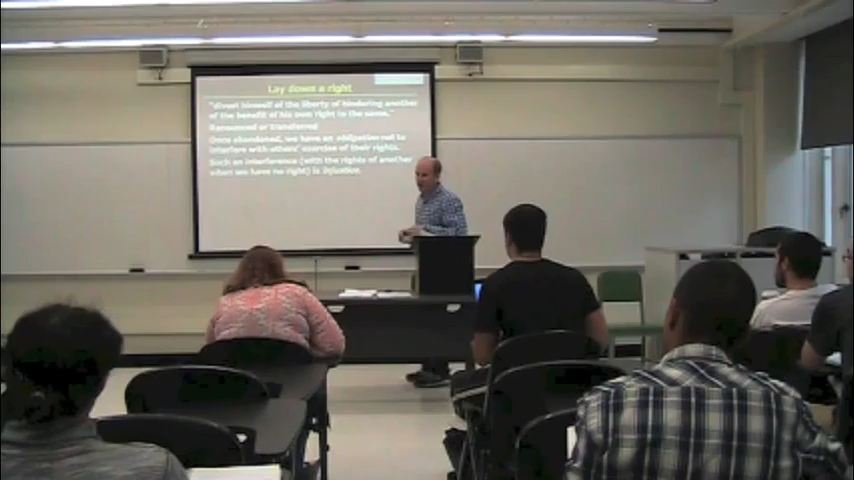 Lay down a right
"divest himself of the liberty of hindering another
of the benefit of his own right to the same."
Renounced or transferred
Once abandoned, we have an obligation not to
interfere with others' exercise of their rights.
Such an interference (with the rights of another
when we have no right) is injustice.